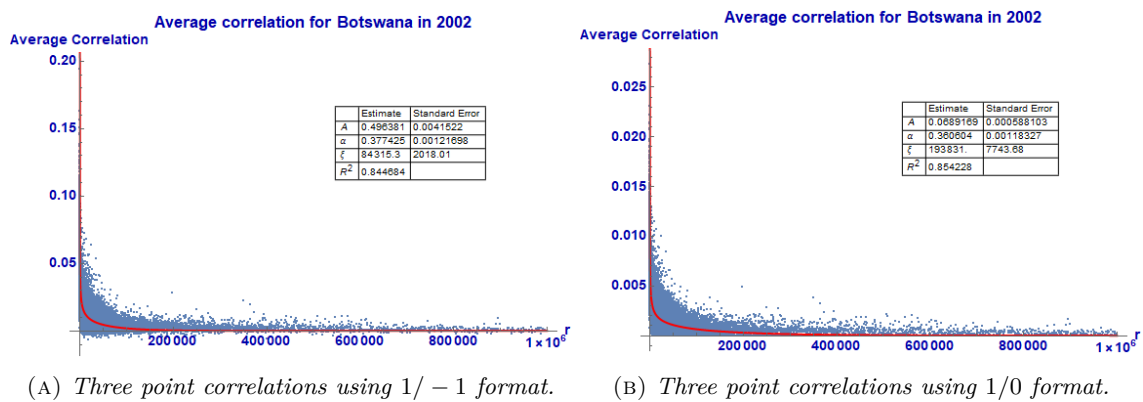 Average correlation for Botswana in 2002
Average Correlation
0.20
0.15
0.10
0.05
200 000 400 000 600 000 800 000 1 × 10^6
r
Estimate Standard Error
A 0.496381 0.0041522
α 0.377425 0.00121698
ξ 84315.3 2018.01
R² 0.844684
(A) Three point correlations using 1/ − 1 format.
Average correlation for Botswana in 2002
Average Correlation
0.025
0.020
0.015
0.010
0.005
200 000 400 000 600 000 800 000 1 × 10^6
r
Estimate Standard Error
A 0.0689169 0.000588103
α 0.360604 0.00118327
ξ 193831. 7743.68
R² 0.854228
(B) Three point correlations using 1/0 format.